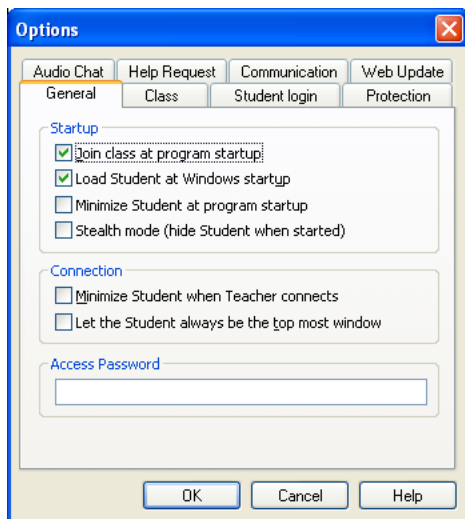 Options
Audio Chat Help Request Communication Web Update
General Class Student login Protection
Startup
Join class at program startup
Load Student at Windows startup
Minimize Student at program startup
Stealth mode (hide Student when started)
Connection
Minimize Student when Teacher connects
Let the Student always be the top most window
Access Password
OK Cancel Help